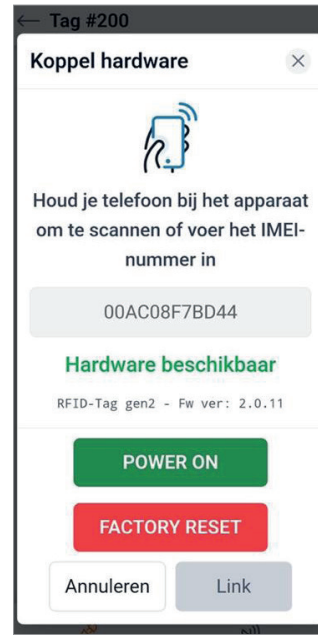 ← Tag #200
Koppel hardware
Houd je telefoon bij het apparaat
om te scannen of voer het IMEI-
nummer in
00AC08F7BD44
Hardware beschikbaar
RFID-Tag gen2 - Fw ver: 2.0.11
POWER ON
FACTORY RESET
Annuleren
Link